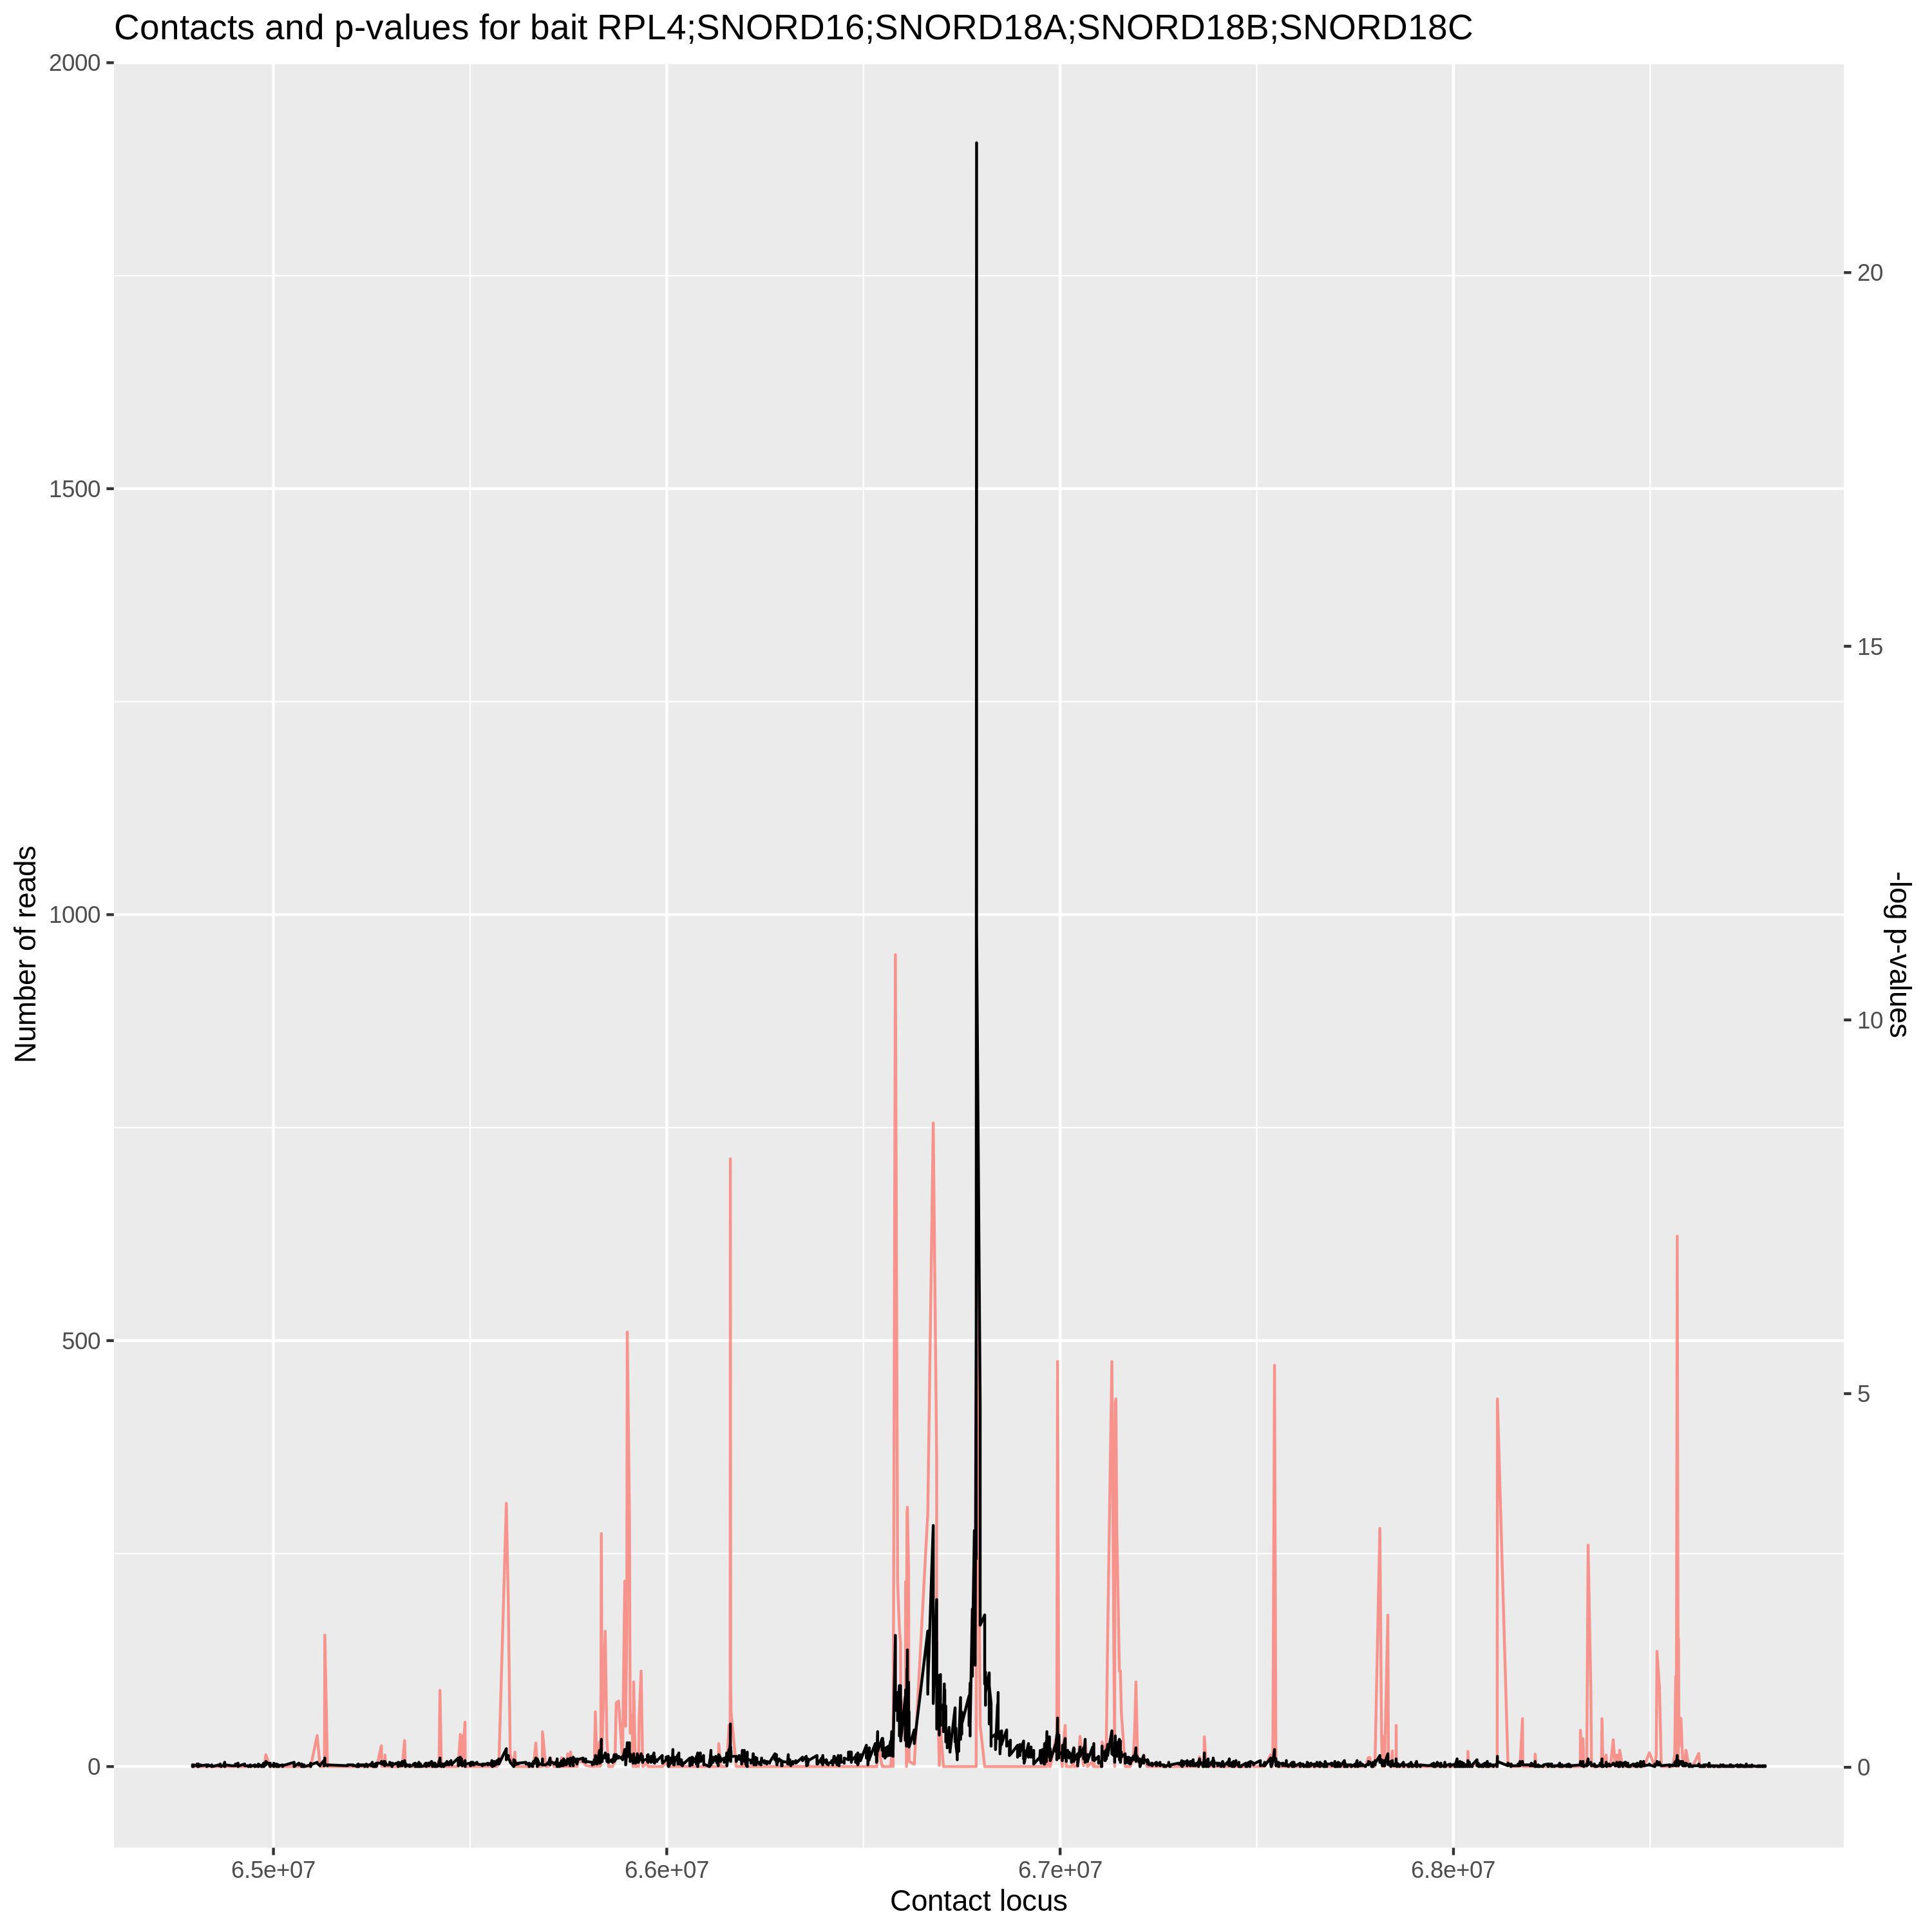 Contacts and p-values for bait RPL4;SNORD16;SNORD18A;SNORD18B;SNORD18C
2000
1500
1000
500
0
Number of reads
20
15
10
5
0
-log p-values
6.5e+07 6.6e+07 6.7e+07 6.8e+07
Contact locus